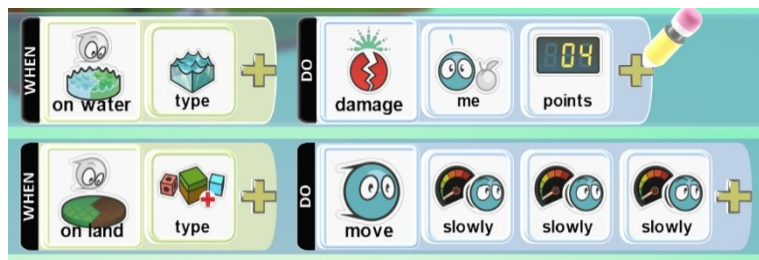 WHEN on water type DO damage me 04 points
WHEN on land type DO move slowly slowly slowly